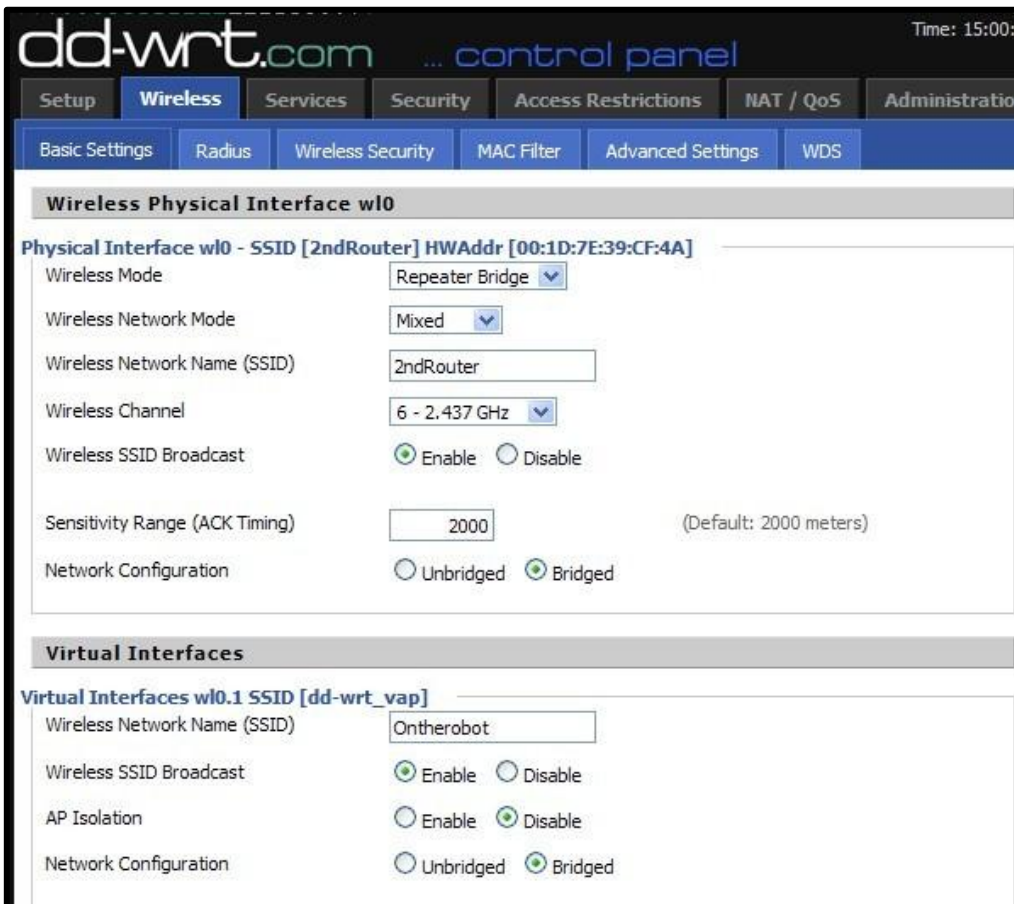 dd-wrt.com ... control panel
Time: 15:00:
Setup Wireless Services Security Access Restrictions NAT / QoS Administratio
Basic Settings Radius Wireless Security MAC Filter Advanced Settings WDS
Wireless Physical Interface wl0
Physical Interface wl0 - SSID [2ndRouter] HWAddr [00:1D:7E:39:CF:4A]
Wireless Mode Repeater Bridge
Wireless Network Mode Mixed
Wireless Network Name (SSID) 2ndRouter
Wireless Channel 6 - 2.437 GHz
Wireless SSID Broadcast Enable Disable
Sensitivity Range (ACK Timing) 2000 (Default: 2000 meters)
Network Configuration Unbridged Bridged
Virtual Interfaces
Virtual Interfaces wl0.1 SSID [dd-wrt_vap]
Wireless Network Name (SSID) Ontherobot
Wireless SSID Broadcast Enable Disable
AP Isolation Enable Disable
Network Configuration Unbridged Bridged